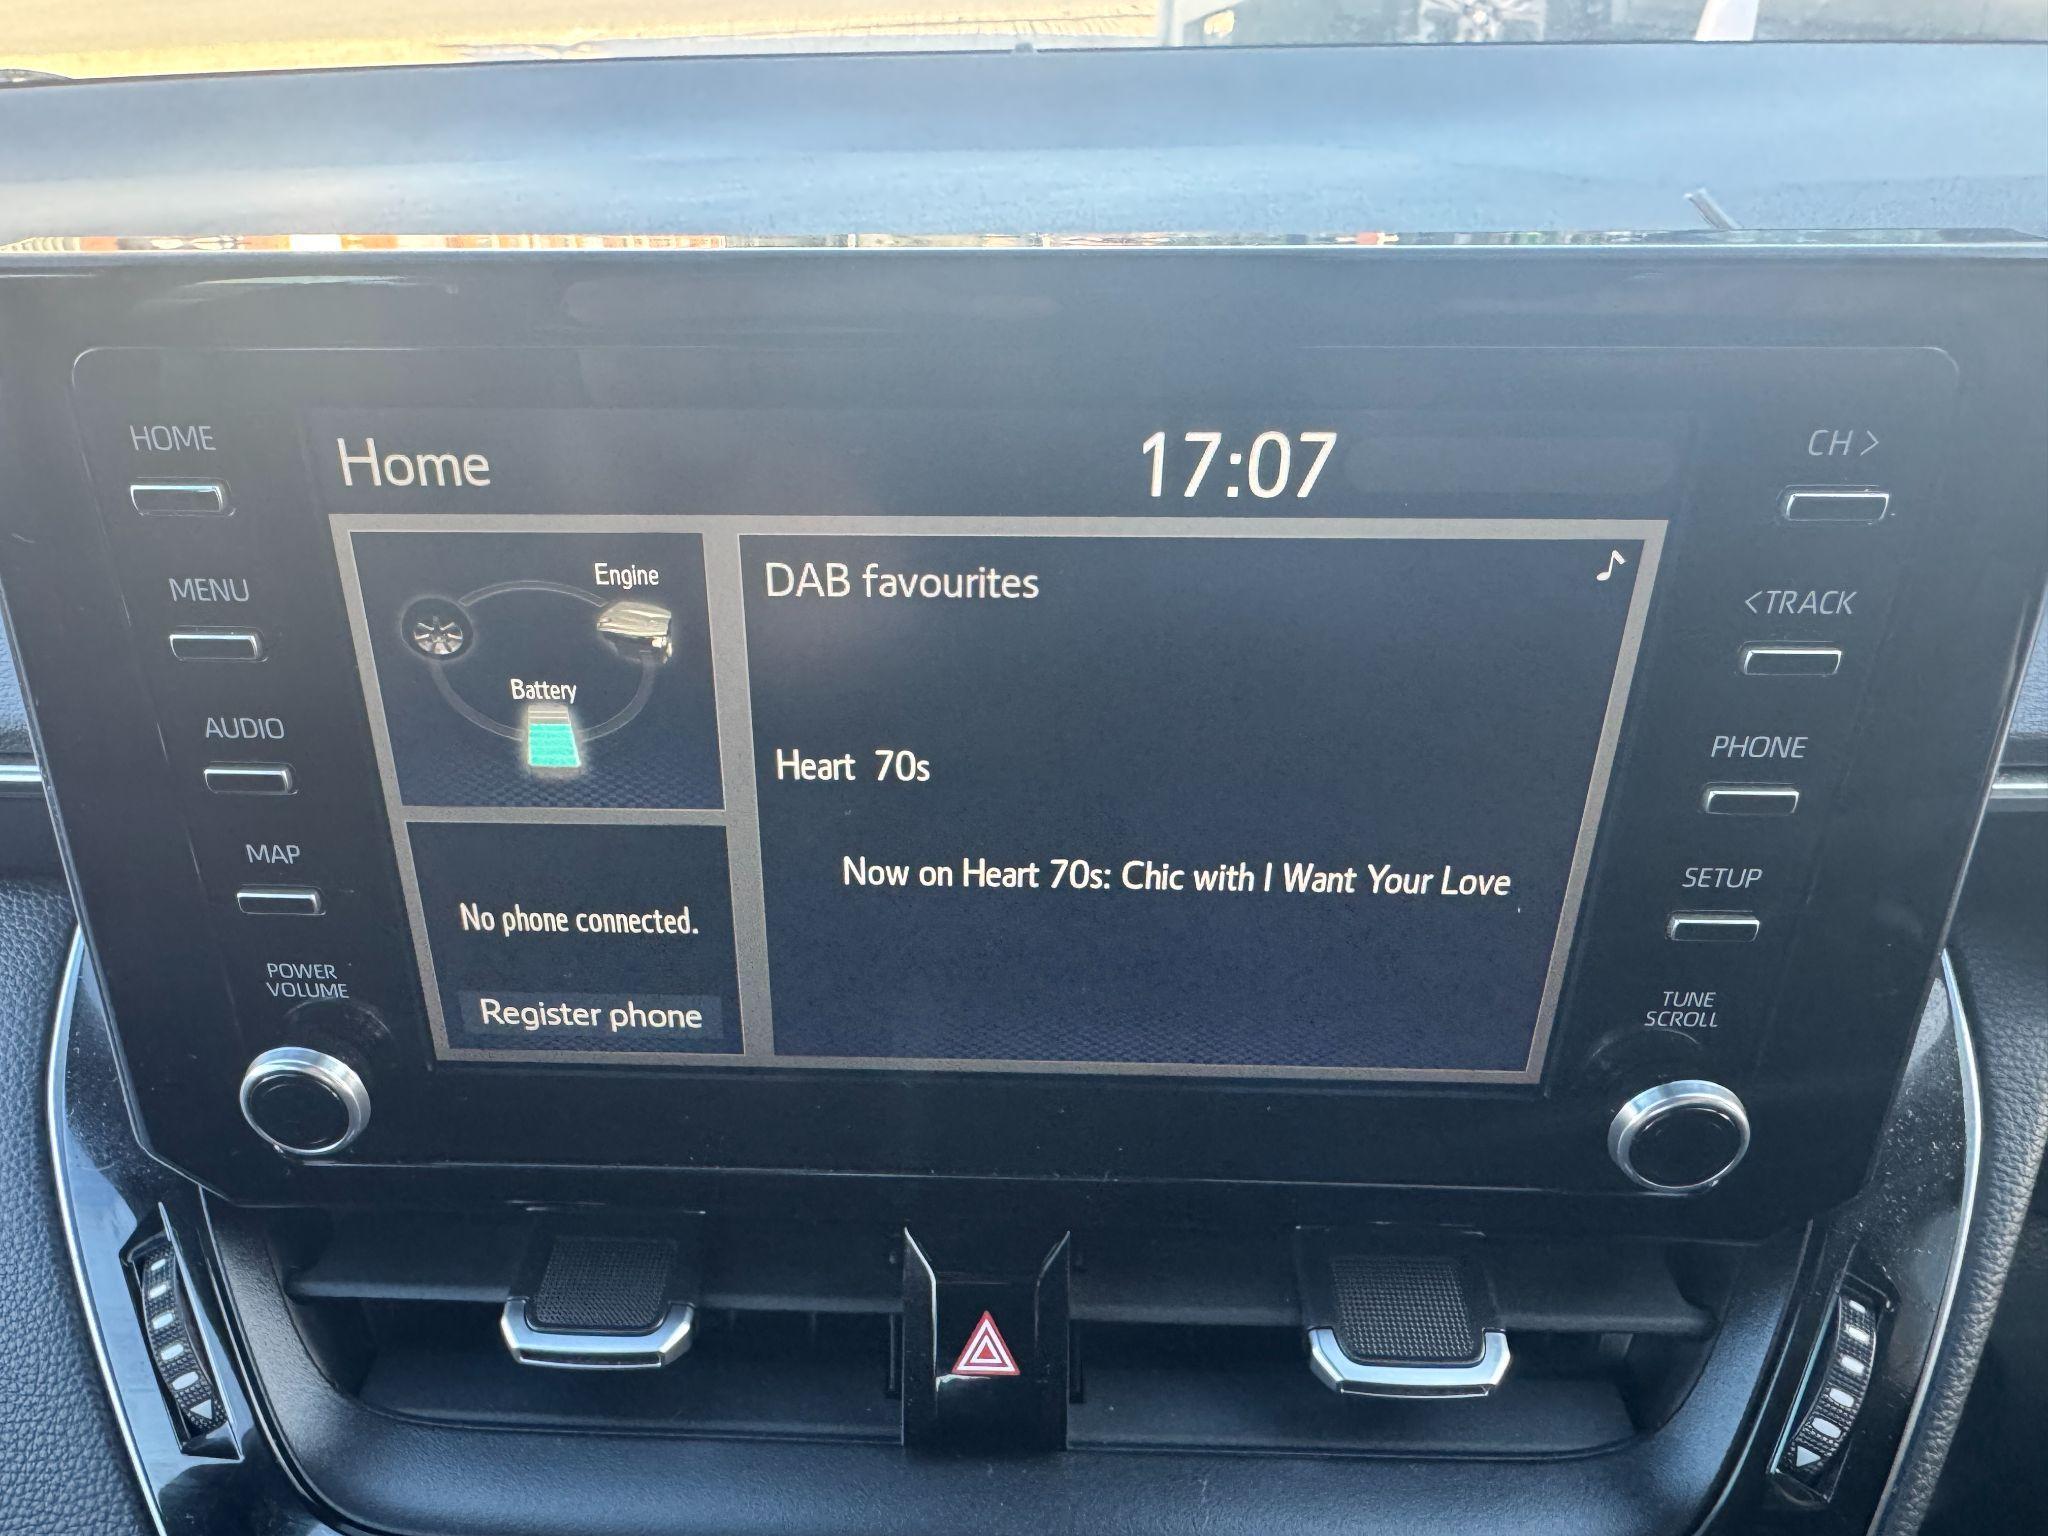 HOME
MENU
AUDIO
MAP
POWER
VOLUME
Home
17:07
Engine
Battery
No phone connected.
Register phone
DAB favourites
Heart 70s
Now on Heart 70s: Chic with I Want Your Love
CH >
<TRACK
PHONE
SETUP
TUNE
SCROLL